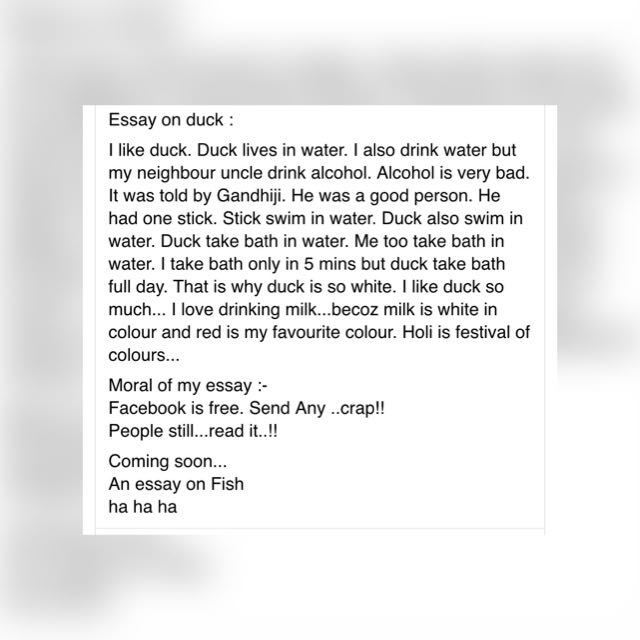 Essay on duck :
I like duck. Duck lives in water. I also drink water but
my neighbour uncle drink alcohol. Alcohol is very bad.
It was told by Gandhiji. He was a good person. He
had one stick. Stick swim in water. Duck also swim in
water. Duck take bath in water. Me too take bath in
water. I take bath only in 5 mins but duck take bath
full day. That is why duck is so white. I like duck so
much... I love drinking milk...becoz milk is white in
colour and red is my favourite colour. Holi is festival of
colours...
Moral of my essay :-
Facebook is free. Send Any ..crap!!
People still...read it..!!
Coming soon...
An essay on Fish
ha ha ha